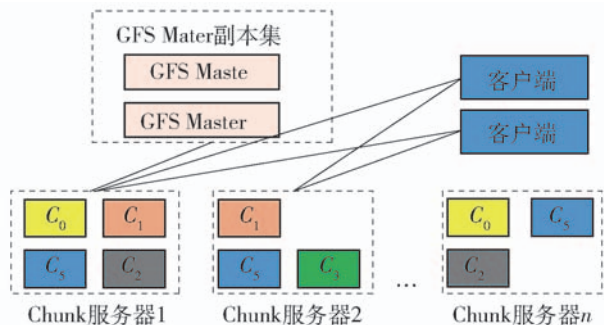 GFS Mater副本集
GFS Maste
GFS Master
客户端
客户端
C0 C1
C5 C2
Chunk服务器1
C1
C5 C3
Chunk服务器2
...
C0 C5
C2
Chunk服务器n